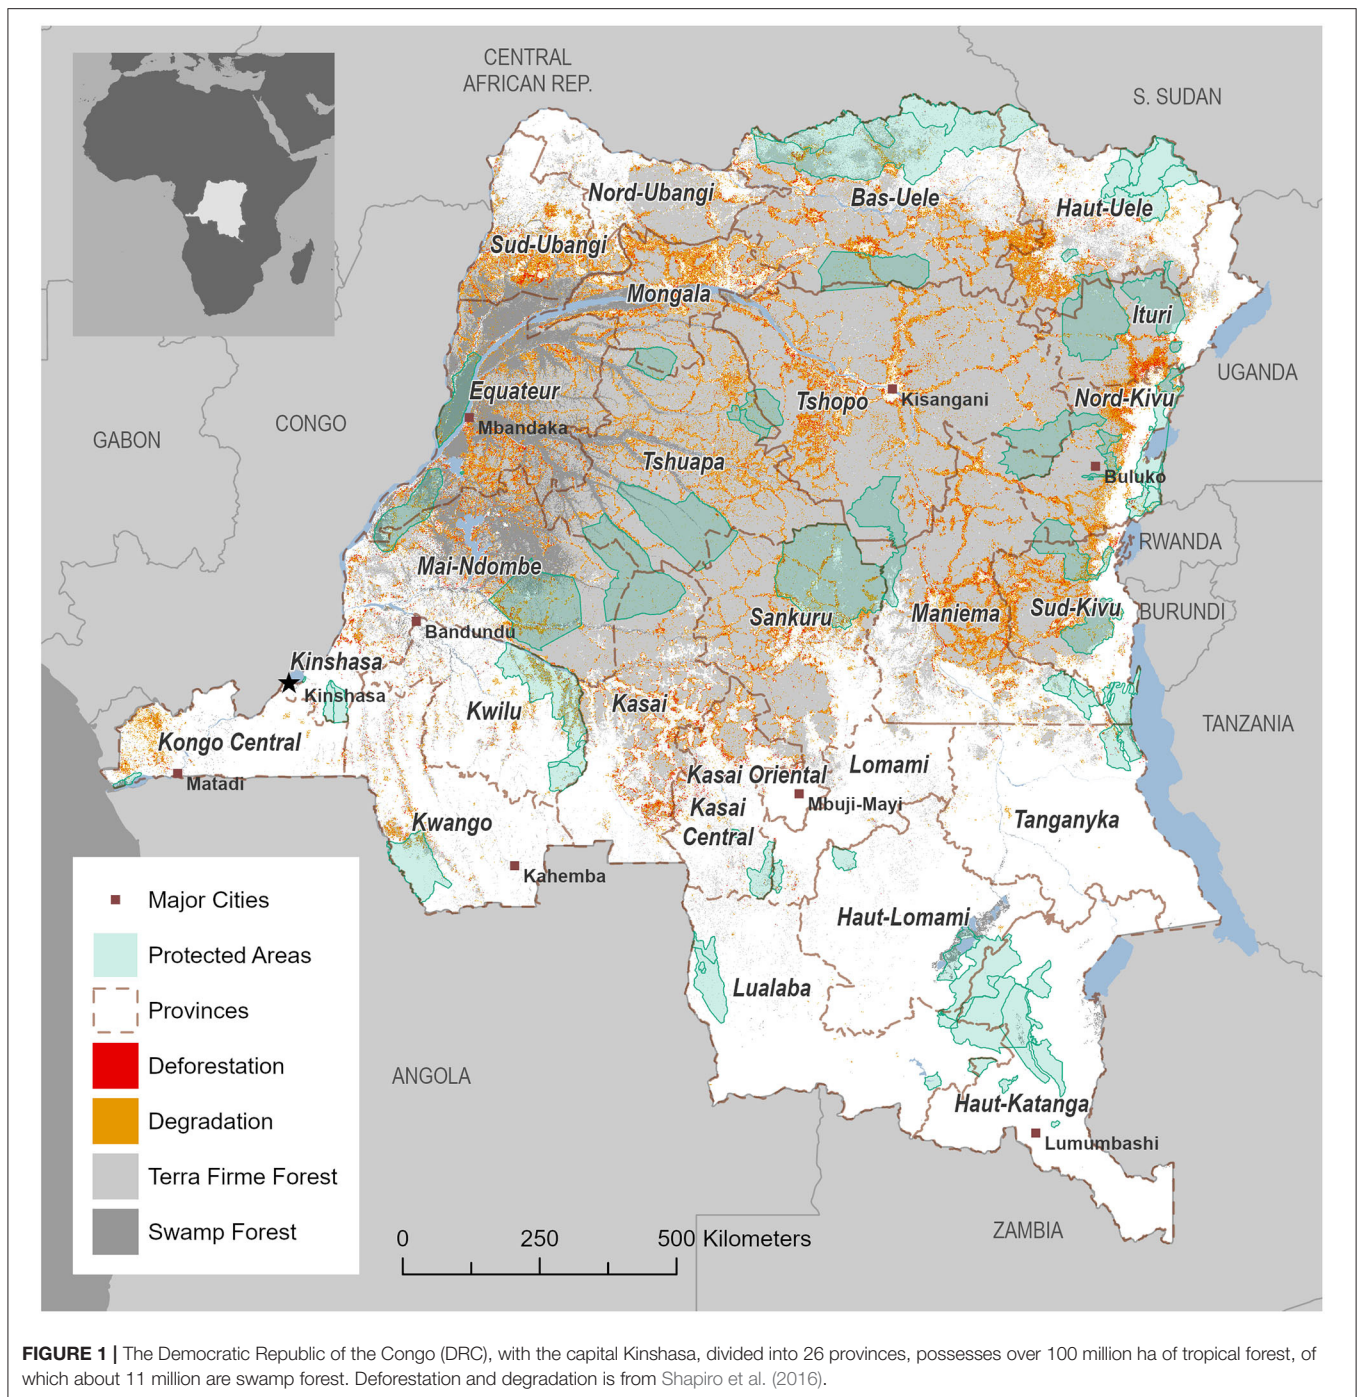 CENTRAL
AFRICAN REP.
S. SUDAN
Nord-Ubangi
Bas-Uele
Haut-Uele
Sud-Ubangi
Mongala
Ituri
UGANDA
Equateur
Tshopo
Kisangani
Nord-Kivu
CONGO
Mbandaka
GABON
Tshuapa
Buluko
RWANDA
Mai-Ndombe
Sankuru
Maniema
Sud-Kivu
BURUNDI
Bandundu
Kinshasa
Kinshasa
Kasai
Kwilu
TANZANIA
Kongo Central
Kasai Oriental
Lomami
Matadi
Mbuji-Mayi
Kasai
Central
Kwango
Tanganyika
Kahemba
Haut-Lomami
Lualaba
ANGOLA
Haut-Katanga
Lumumbashi
ZAMBIA
Major Cities
Protected Areas
Provinces
Deforestation
Degradation
Terra Firme Forest
Swamp Forest
0 250 500 Kilometers
FIGURE 1 | The Democratic Republic of the Congo (DRC), with the capital Kinshasa, divided into 26 provinces, possesses over 100 million ha of tropical forest, of
which about 11 million are swamp forest. Deforestation and degradation is from Shapiro et al. (2016).